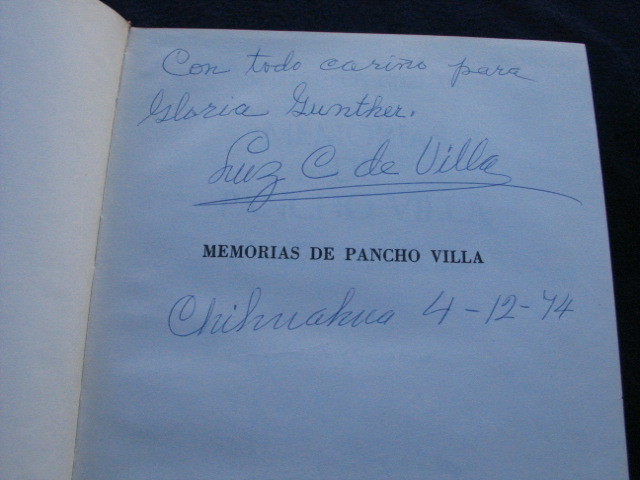 Con todo cariño para
Gloria Gunther.
Luz C de Villa
MEMORIAS DE PANCHO VILLA
Chihuahua 4-12-74